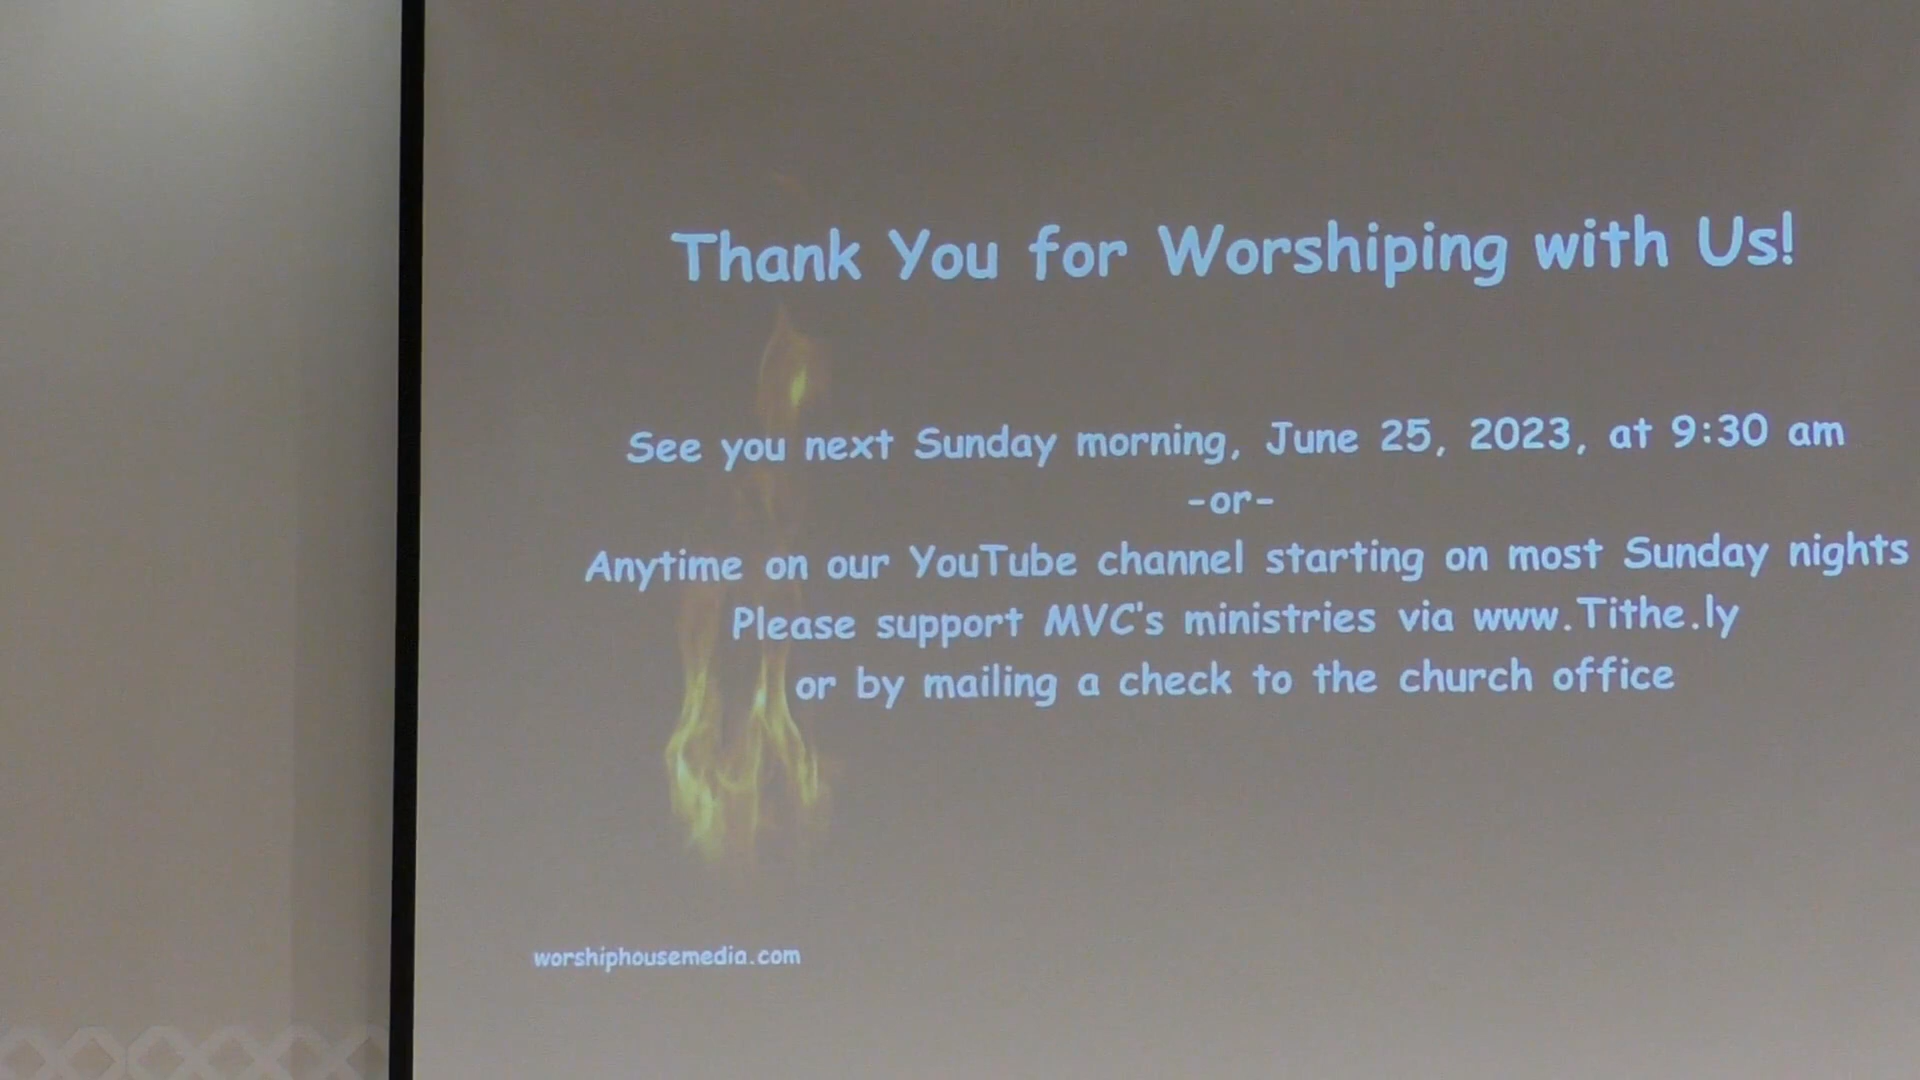 Thank You for Worshiping with Us!
See you next Sunday morning, June 25, 2023, at 9:30 am
-or-
Anytime on our YouTube channel starting on most Sunday nights
Please support MVC's ministries via www.Tithe.ly
or by mailing a check to the church office
worshiphousemedia.com